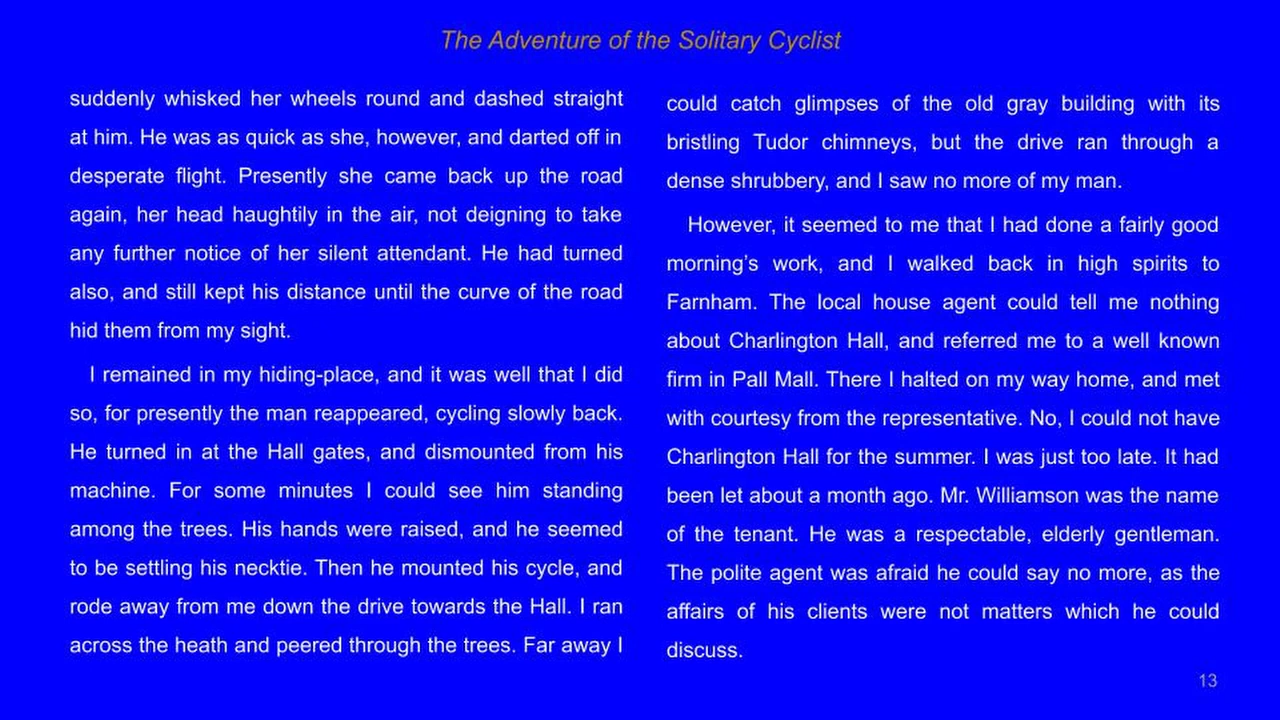 The Adventure of the Solitary Cyclist
suddenly whisked her wheels round and dashed straight
at him. He was as quick as she, however, and darted off in
desperate flight. Presently she came back up the road
again, her head haughtily in the air, not deigning to take
any further notice of her silent attendant. He had turned
also, and still kept his distance until the curve of the road
hid them from my sight.
I remained in my hiding-place, and it was well that I did
so, for presently the man reappeared, cycling slowly back.
He turned in at the Hall gates, and dismounted from his
machine. For some minutes I could see him standing
among the trees. His hands were raised, and he seemed
to be settling his necktie. Then he mounted his cycle, and
rode away from me down the drive towards the Hall. I ran
across the heath and peered through the trees. Far away I
could catch glimpses of the old gray building with its
bristling Tudor chimneys, but the drive ran through a
dense shrubbery, and I saw no more of my man.
However, it seemed to me that I had done a fairly good
morning’s work, and I walked back in high spirits to
Farnham. The local house agent could tell me nothing
about Charlington Hall, and referred me to a well known
firm in Pall Mall. There I halted on my way home, and met
with courtesy from the representative. No, I could not have
Charlington Hall for the summer. I was just too late. It had
been let about a month ago. Mr. Williamson was the name
of the tenant. He was a respectable, elderly gentleman.
The polite agent was afraid he could say no more, as the
affairs of his clients were not matters which he could
discuss.
13